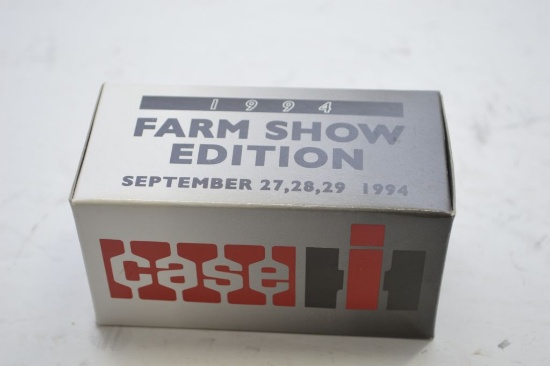 1994
FARM SHOW
EDITION
SEPTEMBER 27,28,29 1994
case IH